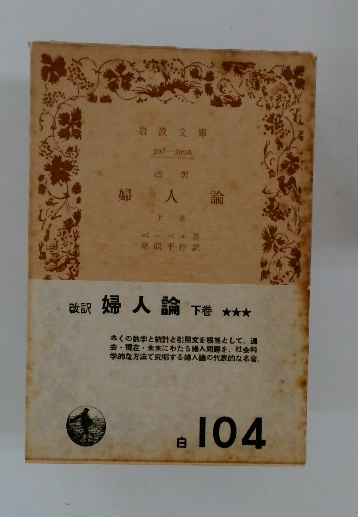 岩波文庫
398—399a
改訳
婦人論
下巻
ベーベル著
草間平作訳
改訳 婦人論 下巻 ★★★
多くの数字と統計と引用文を根拠として、過
去・現在・未来にわたる婦人問題を、社会科
学的な方法で究明する婦人論の代表的な名著。
白 104